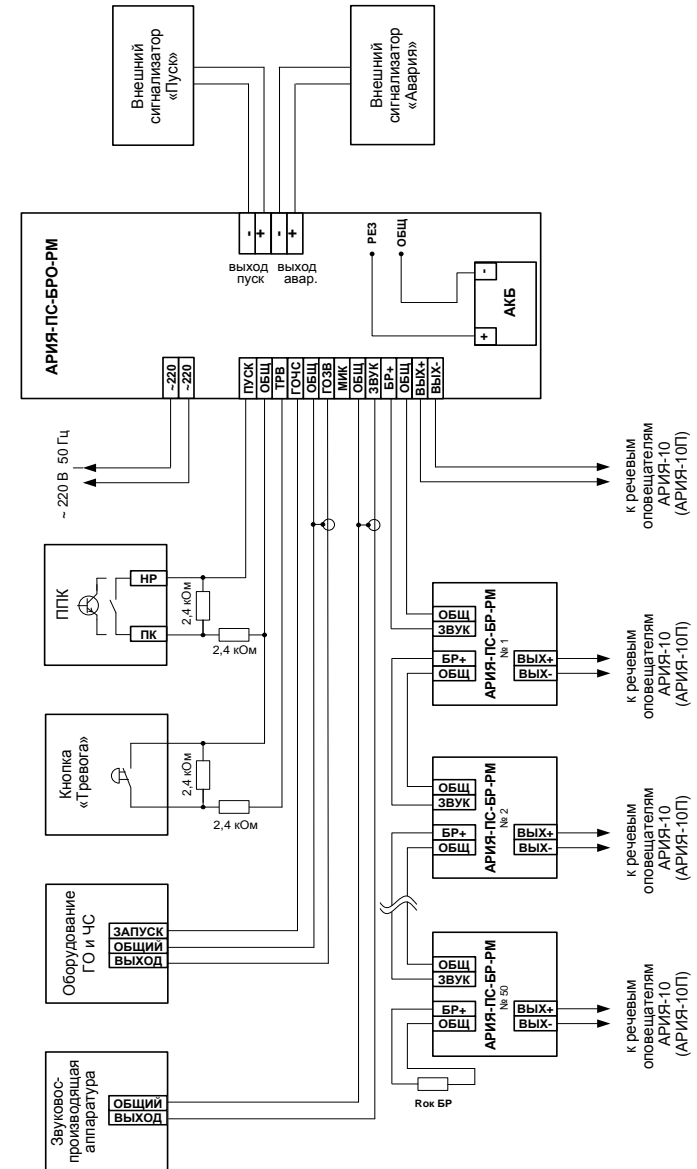 Внешний
сигнализатор
«Пуск»
Внешний
сигнализатор
«Авария»
АРИЯ-ПС-БРО-РМ
-
+
-
+
выход
пуск
выход
авар.
РЕЗ
ОБЩ
-
+
АКБ
~220
~220
ПУСК
ОБЩ
ТРВ
ГОЧС
ОБЩ
ГОЗВ
МИК
ОБЩ
ЗВУК
БР+
ОБЩ
ВЫХ+
ВЫХ-
~ 220 В 50 Гц
к речевым
оповещателям
АРИЯ-10
(АРИЯ-10П)
ППК
НР
ПК
2,4 кОм
2,4 кОм
ОБЩ
ЗВУК
БР+
ОБЩ
АРИЯ-ПС-БР-РМ
№ 1
ВЫХ+
ВЫХ-
к речевым
оповещателям
АРИЯ-10
(АРИЯ-10П)
Кнопка
«Тревога»
2,4 кОм
2,4 кОм
ОБЩ
ЗВУК
БР+
ОБЩ
АРИЯ-ПС-БР-РМ
№ 2
ВЫХ+
ВЫХ-
к речевым
оповещателям
АРИЯ-10
(АРИЯ-10П)
Оборудование
ГО и ЧС
ЗАПУСК
ОБЩИЙ
ВЫХОД
ОБЩ
ЗВУК
БР+
ОБЩ
АРИЯ-ПС-БР-РМ
№ 50
ВЫХ+
ВЫХ-
к речевым
оповещателям
АРИЯ-10
(АРИЯ-10П)
Rок БР
Звуковос-
производящая
аппаратура
ОБЩИЙ
ВЫХОД